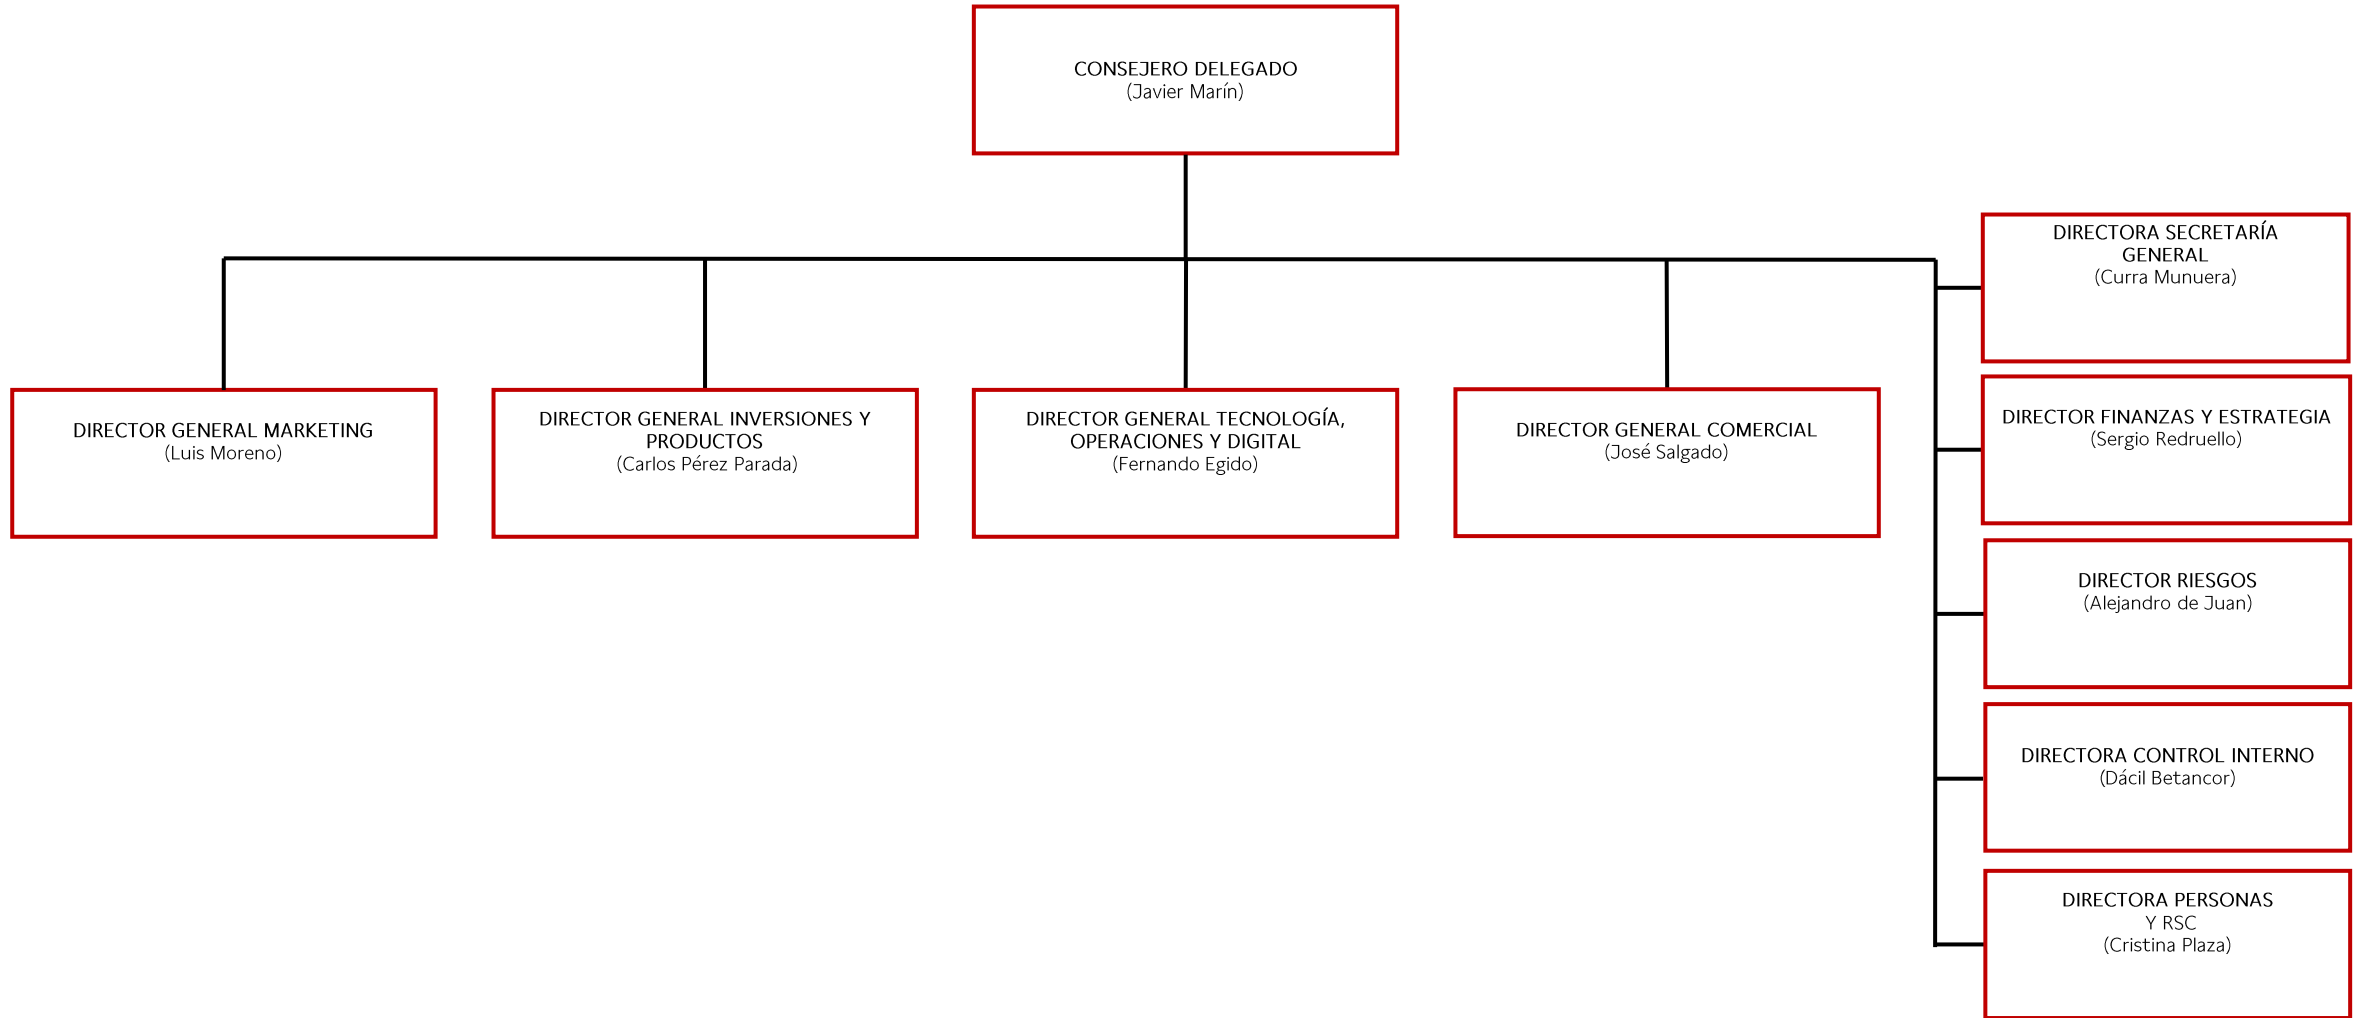 CONSEJERO DELEGADO
(Javier Marín)
DIRECTORA SECRETARÍA
GENERAL
(Curra Munuera)
DIRECTOR GENERAL MARKETING
(Luis Moreno)
DIRECTOR GENERAL INVERSIONES Y
PRODUCTOS
(Carlos Pérez Parada)
DIRECTOR GENERAL TECNOLOGÍA,
OPERACIONES Y DIGITAL
(Fernando Egido)
DIRECTOR GENERAL COMERCIAL
(José Salgado)
DIRECTOR FINANZAS Y ESTRATEGIA
(Sergio Redruello)
DIRECTOR RIESGOS
(Alejandro de Juan)
DIRECTORA CONTROL INTERNO
(Dácil Betancor)
DIRECTORA PERSONAS
Y RSC
(Cristina Plaza)